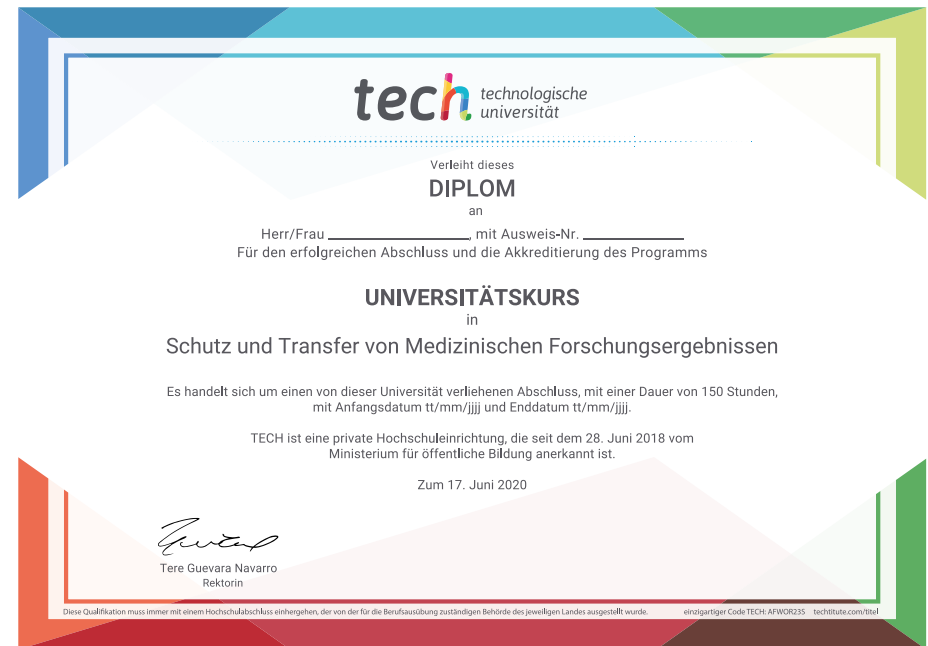 tech technologische
universität
Verleiht dieses
DIPLOM
an
Herr/Frau ____________, mit Ausweis-Nr. ____________
Für den erfolgreichen Abschluss und die Akkreditierung des Programms
UNIVERSITÄTSKURS
in
Schutz und Transfer von Medizinischen Forschungsergebnissen
Es handelt sich um einen von dieser Universität verliehenen Abschluss, mit einer Dauer von 150 Stunden,
mit Anfangsdatum tt/mm/jjjj und Enddatum tt/mm/jjjj.
TECH ist eine private Hochschuleinrichtung, die seit dem 28. Juni 2018 vom
Ministerium für öffentliche Bildung anerkannt ist.
Zum 17. Juni 2020
Tere Guevara Navarro
Rektorin
Diese Qualifikation muss immer mit einem Hochschulabschluss einhergehen, der von der für die Berufsausübung zuständigen Behörde des jeweiligen Landes ausgestellt wurde. einzigartiger Code TECH: AFWOR23S techtitute.com/titel